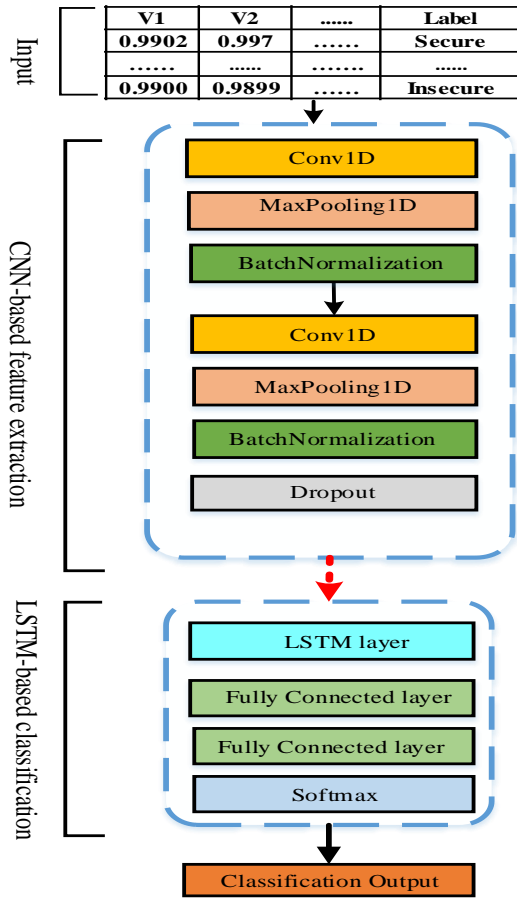 Input
V1 V2 ...... Label
0.9902 0.997 ...... Secure
...... ...... ....... ......
0.9900 0.9899 ...... Insecure
CNN-based feature extraction
Conv1D
MaxPooling1D
BatchNormalization
Conv1D
MaxPooling1D
BatchNormalization
Dropout
LSTM-based classification
LSTM layer
Fully Connected layer
Fully Connected layer
Softmax
Classification Output